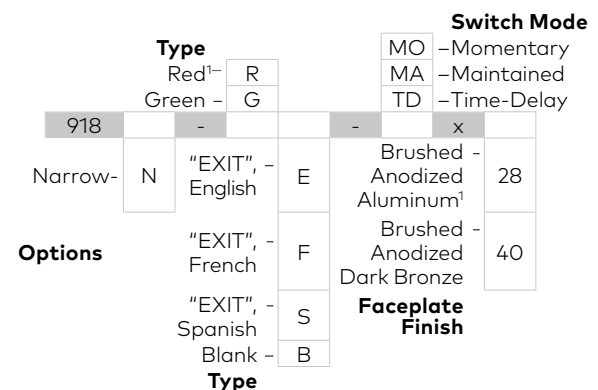 Switch Mode
Type MO –Momentary
Red¹– R MA –Maintained
Green – G TD –Time-Delay
918 - - x
Narrow- N "EXIT", – English E Brushed - Anodized Aluminum¹ 28
Options "EXIT", - French F Brushed - Anodized Dark Bronze 40
"EXIT", - Spanish S Faceplate Finish
Blank – B
Type